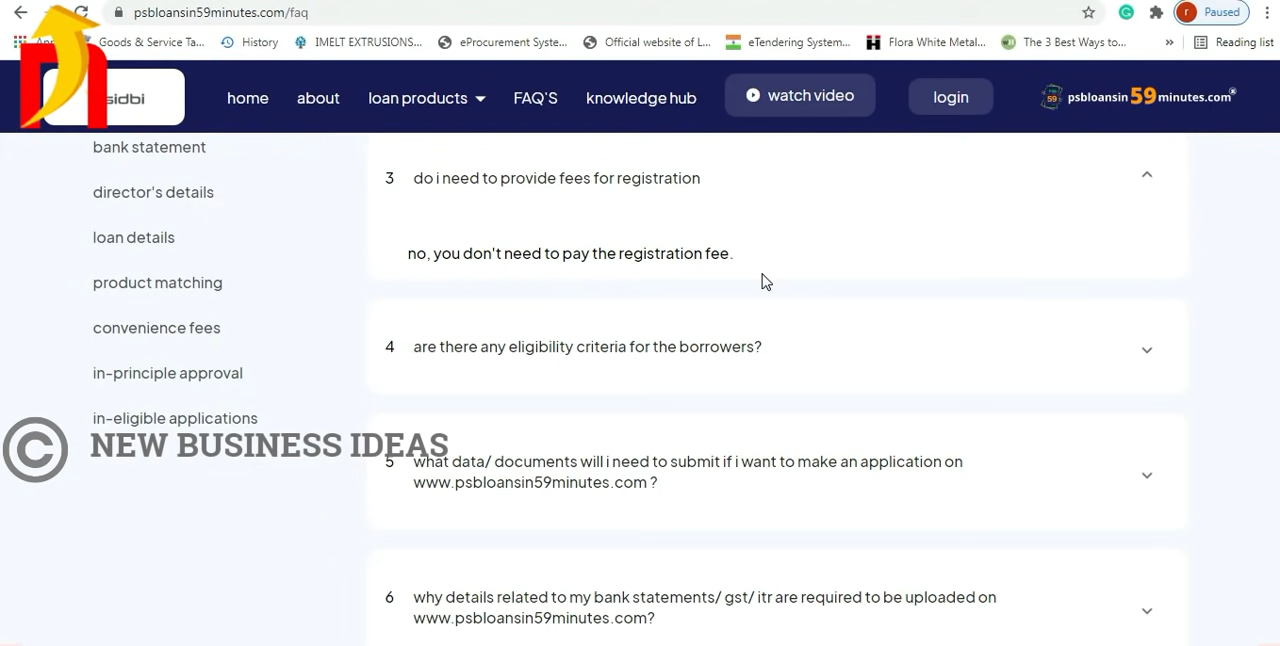 psbloansin59minutes.com/faq
Paused
Goods & Service Ta...
History
IMELT EXTRUSIONS...
eProcurement Syste...
Official website of L...
eTendering System...
Flora White Metal...
The 3 Best Ways to...
»
Reading list
sidbi
home
about
loan products
FAQ'S
knowledge hub
watch video
login
psbloansin59minutes.com
bank statement
director's details
loan details
product matching
convenience fees
in-principle approval
in-eligible applications
3 do i need to provide fees for registration
no, you don't need to pay the registration fee.
4 are there any eligibility criteria for the borrowers?
© NEW BUSINESS IDEAS
5 what data/ documents will i need to submit if i want to make an application on
www.psbloansin59minutes.com ?
6 why details related to my bank statements/ gst/ itr are required to be uploaded on
www.psbloansin59minutes.com?